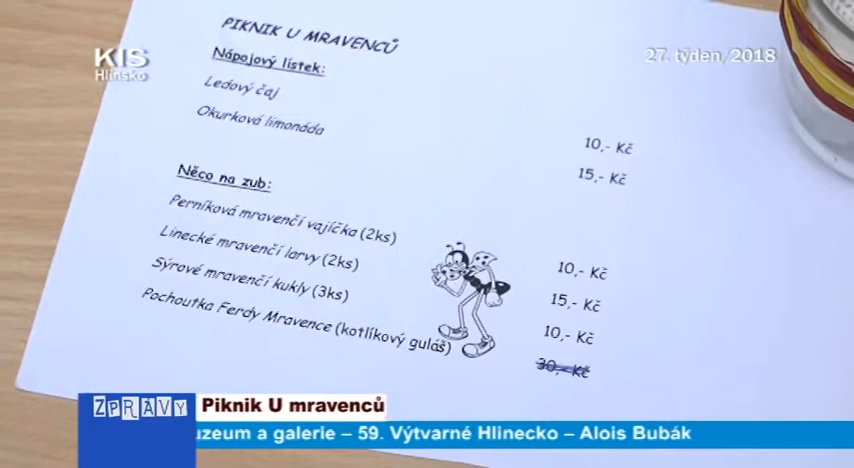 PIKNIK U MRAVENCŮ
KIS
Hlinsko
27. týden/2018
Nápojový lístek:
Ledový čaj 10,- Kč
Okurková limonáda 15,- Kč
Něco na zub:
Perníková mravenčí vajíčka (2ks) 10,- Kč
Linecké mravenčí larvy (2ks) 15,- Kč
Sýrové mravenčí kukly (3ks) 10,- Kč
Pochoutka Ferdy Mravence (kotlíkový guláš) 30,- Kč
ZPRÁVY
Piknik U mravenců
uzeum a galerie – 59. Výtvarné Hlinecko – Alois Bubák